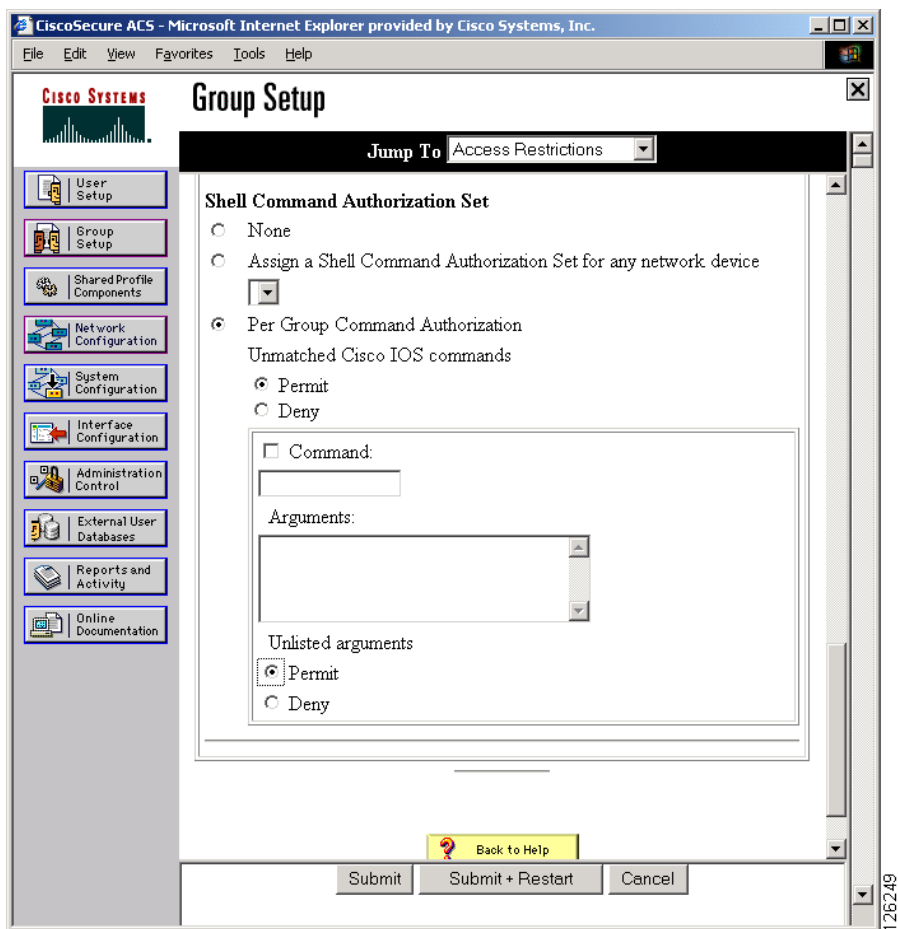 CiscoSecure ACS - Microsoft Internet Explorer provided by Cisco Systems, Inc.
File Edit View Favorites Tools Help
CISCO SYSTEMS
Group Setup
Jump To Access Restrictions
User Setup
Group Setup
Shared Profile Components
Network Configuration
System Configuration
Interface Configuration
Administration Control
External User Databases
Reports and Activity
Online Documentation
Shell Command Authorization Set
None
Assign a Shell Command Authorization Set for any network device
Per Group Command Authorization
Unmatched Cisco IOS commands
Permit
Deny
Command:
Arguments:
Unlisted arguments
Permit
Deny
? Back to Help
Submit Submit + Restart Cancel
126249